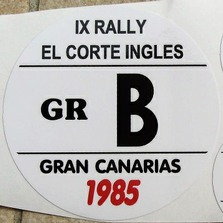 IX RALLY
EL CORTE INGLES
GR B
GRAN CANARIAS
1985